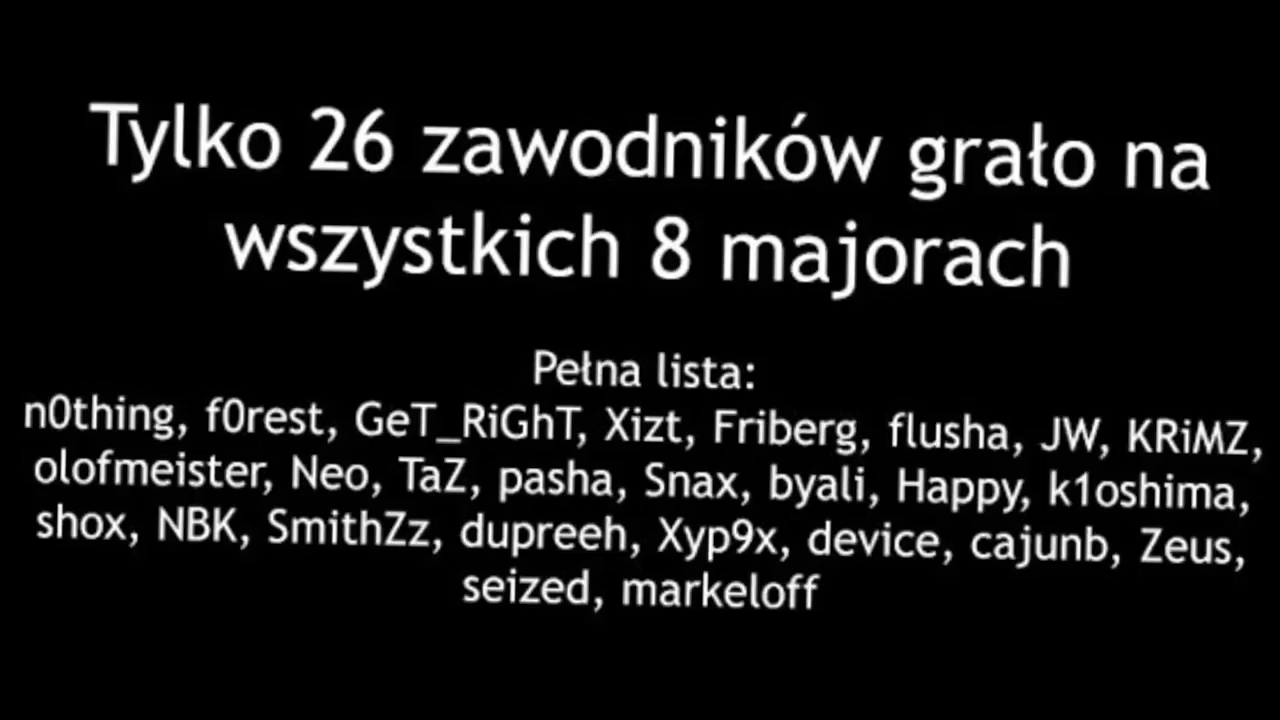 Tylko 26 zawodników grało na
wszystkich 8 majorach
Pełna lista:
n0thing, f0rest, GeT_RiGhT, Xizt, Friberg, flusha, JW, KRiMZ,
olofmeister, Neo, TaZ, pasha, Snax, byali, Happy, k1oshima,
shox, NBK, SmithZz, dupreeh, Xyp9x, device, cajunb, Zeus,
seized, markeloff